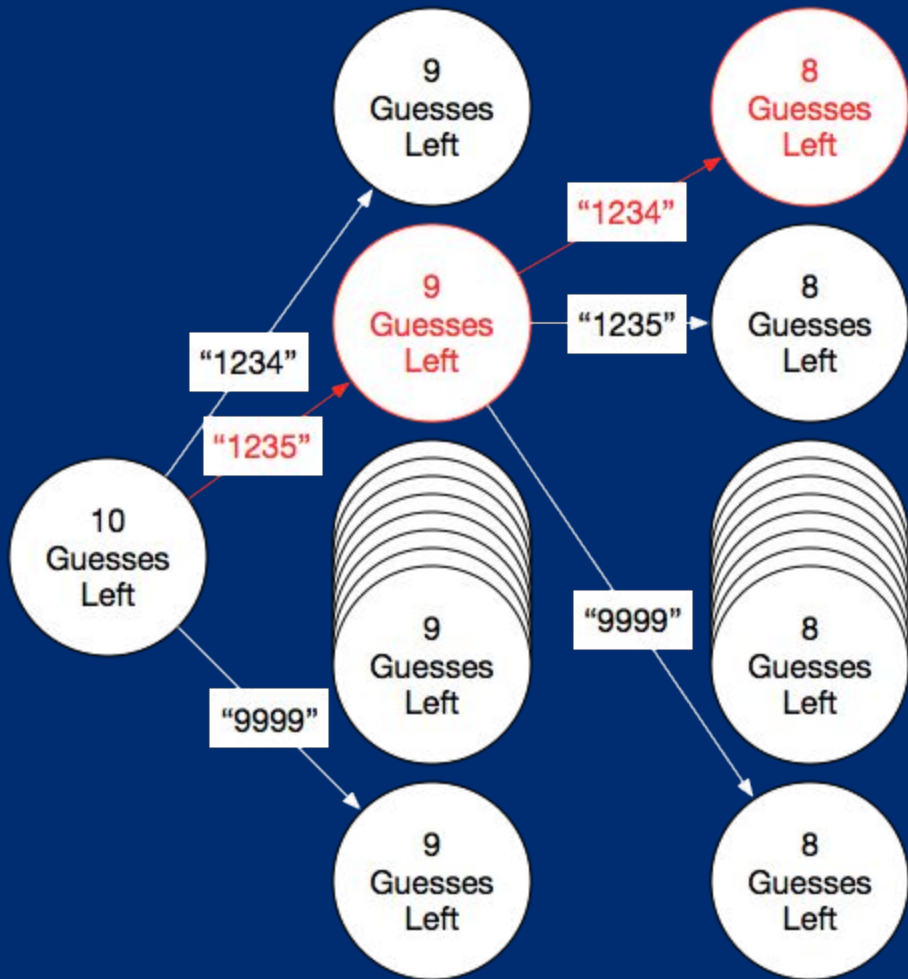 9
Guesses
Left
8
Guesses
Left
“1234”
9
Guesses
Left
“1235”
8
Guesses
Left
“1234”
“1235”
10
Guesses
Left
9
Guesses
Left
“9999”
8
Guesses
Left
“9999”
9
Guesses
Left
8
Guesses
Left